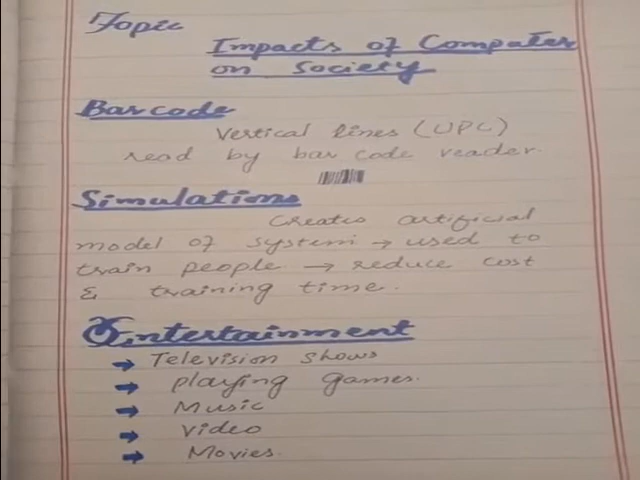 Topic
Impacts of Computer
on Society
Barcode
Vertical lines (UPC)
read by bar code reader.
Simulations
Creates artificial
model of system → used to
train people → reduce cost
& training time.
Entertainment
→ Television shows
→ playing games.
→ Music
→ video
→ Movies.